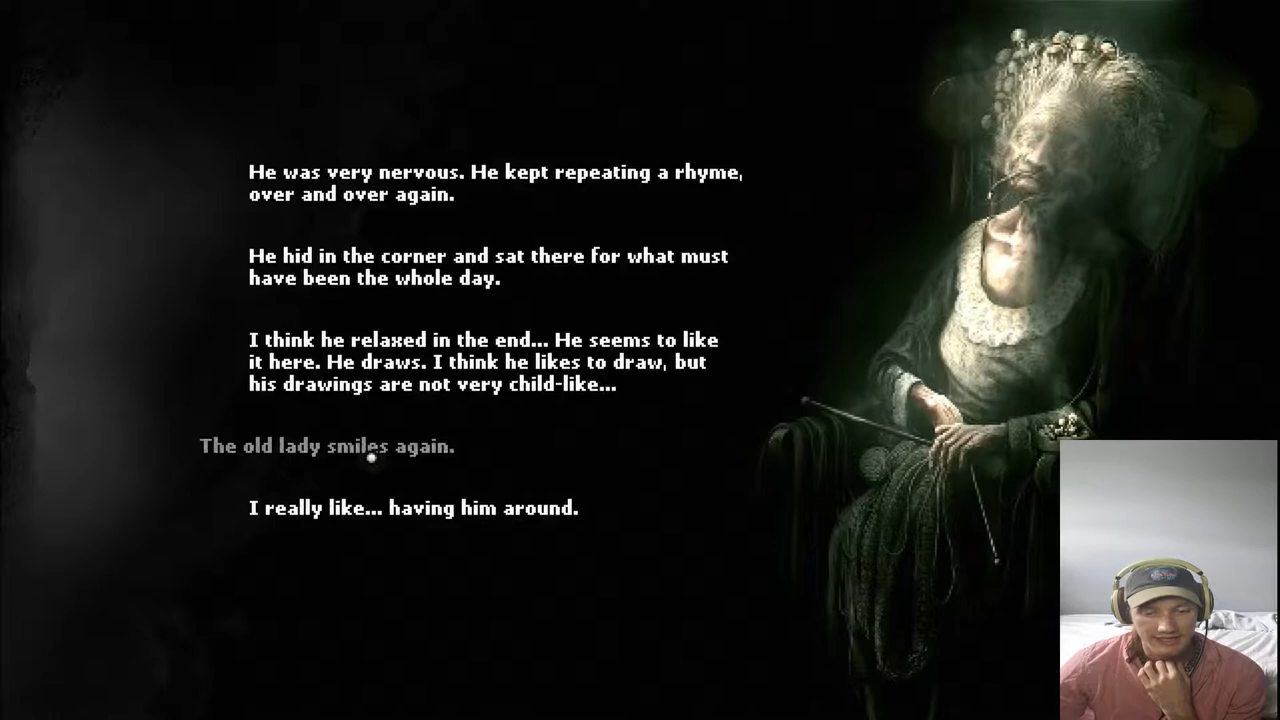 He was very nervous. He kept repeating a rhyme,
over and over again.
He hid in the corner and sat there for what must
have been the whole day.
I think he relaxed in the end... He seems to like
it here. He draws. I think he likes to draw, but
his drawings are not very child-like...
The old lady smiles again.
I really like... having him around.